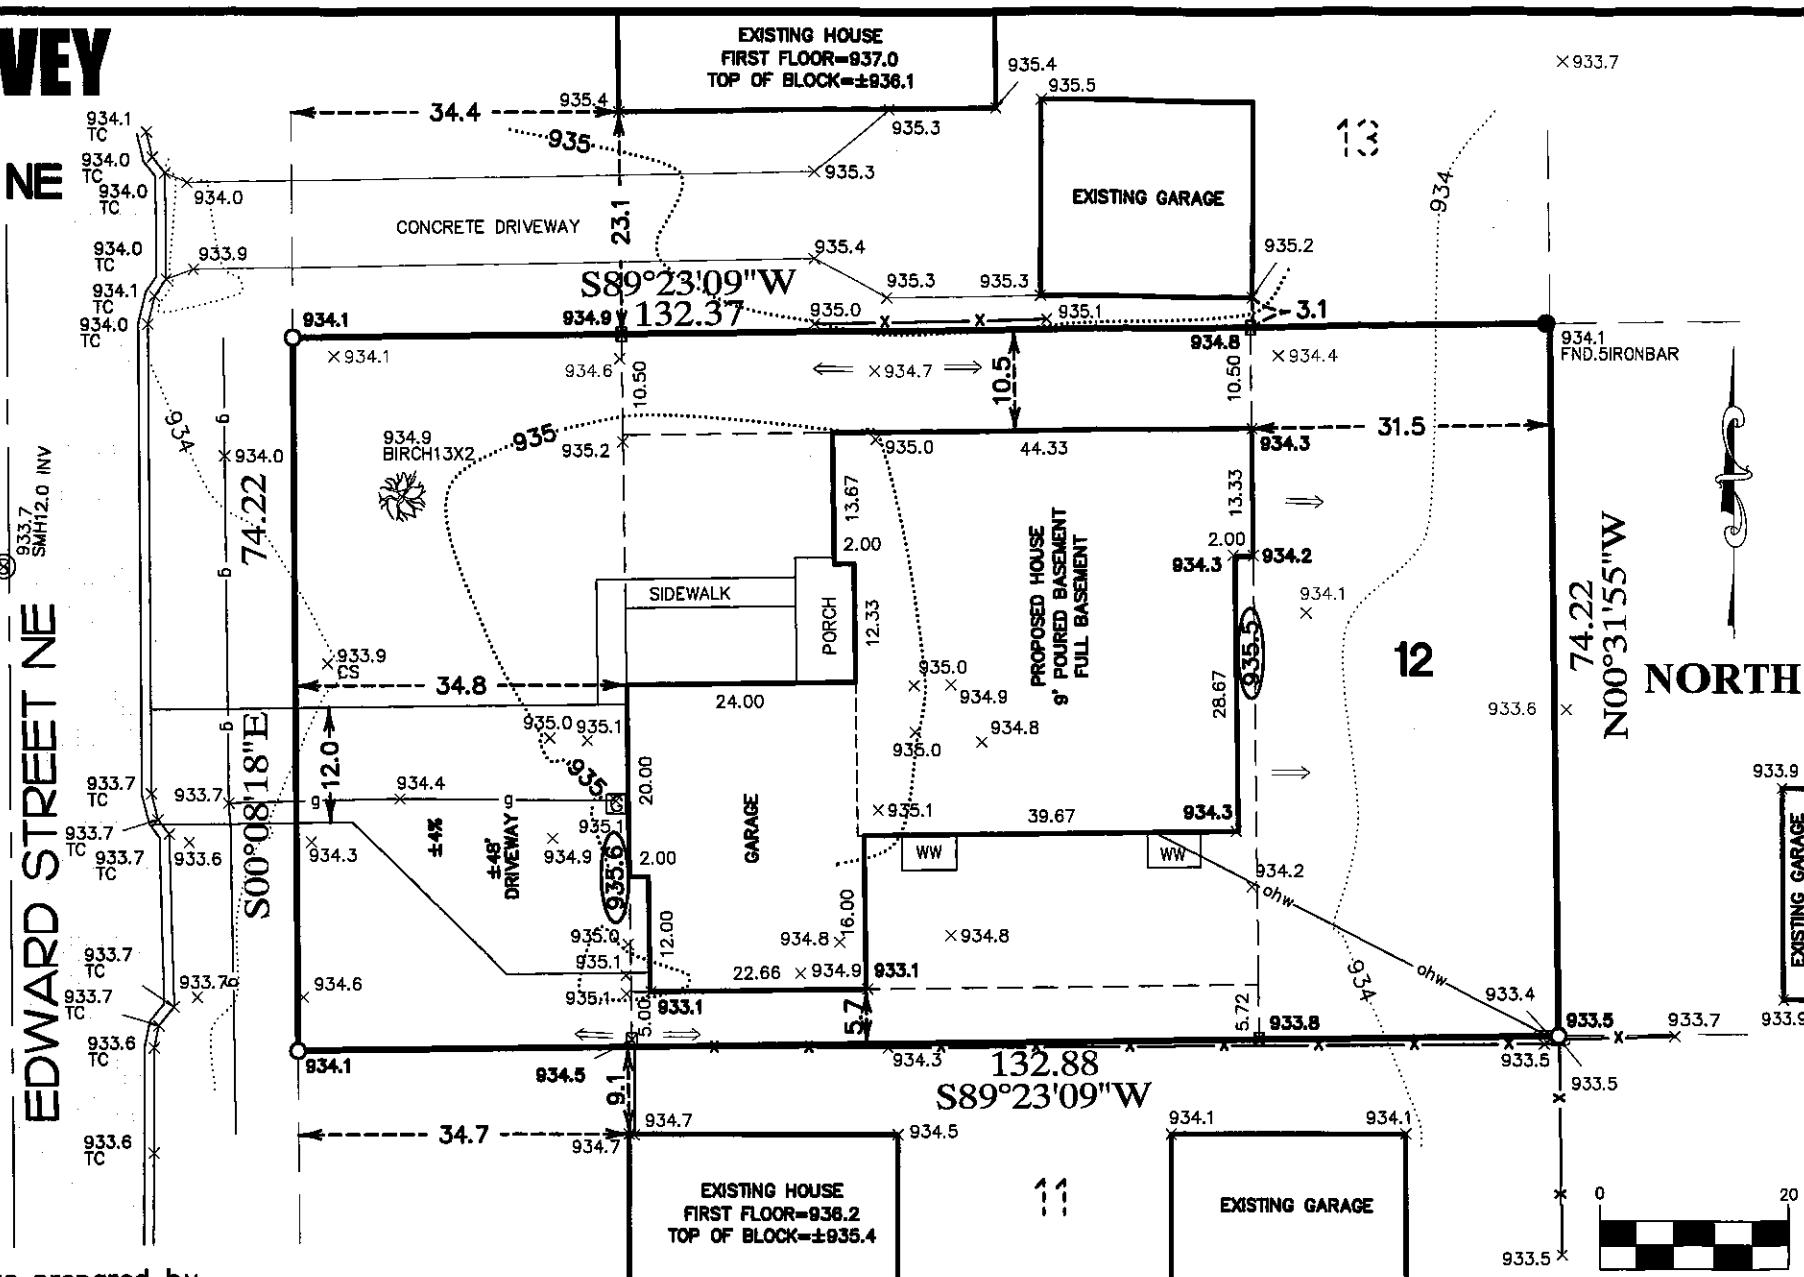 VEY
NE
EXISTING HOUSE
FIRST FLOOR=937.0
TOP OF BLOCK=±936.1
935.4
935.5
933.7
934.1
TC
934.0
TC
934.0
TC
934.0
34.4
935.4
935
935.3
935.3
13
934
EXISTING GARAGE
CONCRETE DRIVEWAY
23.1
934.0
TC
933.9
934.1
TC
934.0
TC
935.4
935.3
935.3
935.2
S89°23'09"W
132.37
934.1
934.9
935.0
935.1
3.1
934.8
934.1
FND.5IRONBAR
934.1
934.6
10.50
934.7
10.5
10.50
934.4
934
g
934.9
BIRCH13X2
935
935.2
935.0
44.33
934.3
31.5
934.0
74.22
933.7
SMH12.0 INV
g
13.67
2.00
PROPOSED HOUSE
9' POURED BASEMENT
FULL BASEMENT
13.33
2.00
934.3
934.2
934.1
SIDEWALK
PORCH
12.33
935.5
12
74.22
N00°31'55"W
NORTH
EDWARD STREET NE
933.9
CS
34.8
24.00
935.0
934.9
28.67
933.6
g
S00°08'18"E
12.0
935.0
935.1
935
20.00
935.0
934.8
933.7
TC
933.7
g
934.4
g
G
GARAGE
935.1
39.67
934.3
933.9
933.7
TC
933.7
TC
933.6
934.3
±4%
±48'
DRIVEWAY
934.9
935.1
935.6
2.00
WW
WW
934.2
ohw
EXISTING GARAGE
933.7
TC
933.7
TC
933.7
g
934.6
935.0
935.1
935.1
12.00
934.8
16.00
934.8
22.66
934.9
933.1
934
ohw
933.4
933.1
5.00
5.7
5.72
933.8
933.5
933.7
933.9
933.6
TC
934.1
934.5
934.3
132.88
S89°23'09"W
933.5
933.5
9.1
933.6
TC
34.7
934.7
934.7
934.5
934.1
934.1
EXISTING HOUSE
FIRST FLOOR=936.2
TOP OF BLOCK=±935.4
11
EXISTING GARAGE
0
20
933.5
prepared by